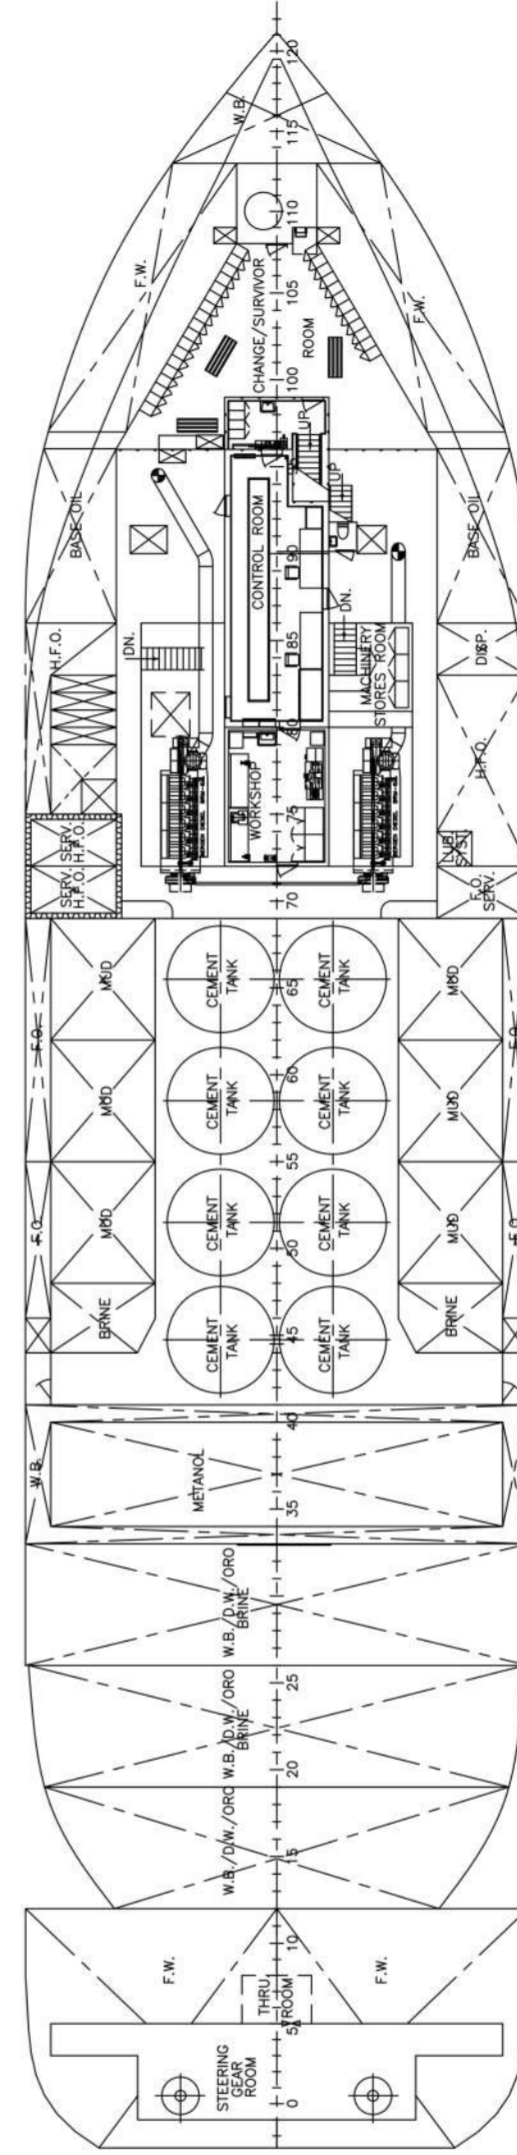 120
W.B.
115
110
F.W.
105
CHANGE/SURVIVOR
ROOM
F.W.
100
UP
UP
BASE OIL
BASE OIL
90
CONTROL ROOM
DN.
DN.
85
H.F.O.
DISP.
MACHINERY
STORES ROOM
80
H.F.O.
WORKSHOP
75
H.F.O. SERV.
H.F.O. SERV.
LUB.
F.O.
SERV.
70
MUD
CEMENT
TANK
65
CEMENT
TANK
MUD
F.O.
F.O.
MUD
CEMENT
TANK
60
CEMENT
TANK
MUD
55
MUD
CEMENT
TANK
50
CEMENT
TANK
MUD
F.O.
F.O.
BRINE
CEMENT
TANK
45
CEMENT
TANK
BRINE
40
W.B.
METANOL
35
W.B./D.W./ORO
BRINE
25
W.B./D.W./ORO
BRINE
20
W.B./D.W./ORO
15
10
F.W.
F.W.
THRU.
ROOM
5
STEERING
GEAR
ROOM
0